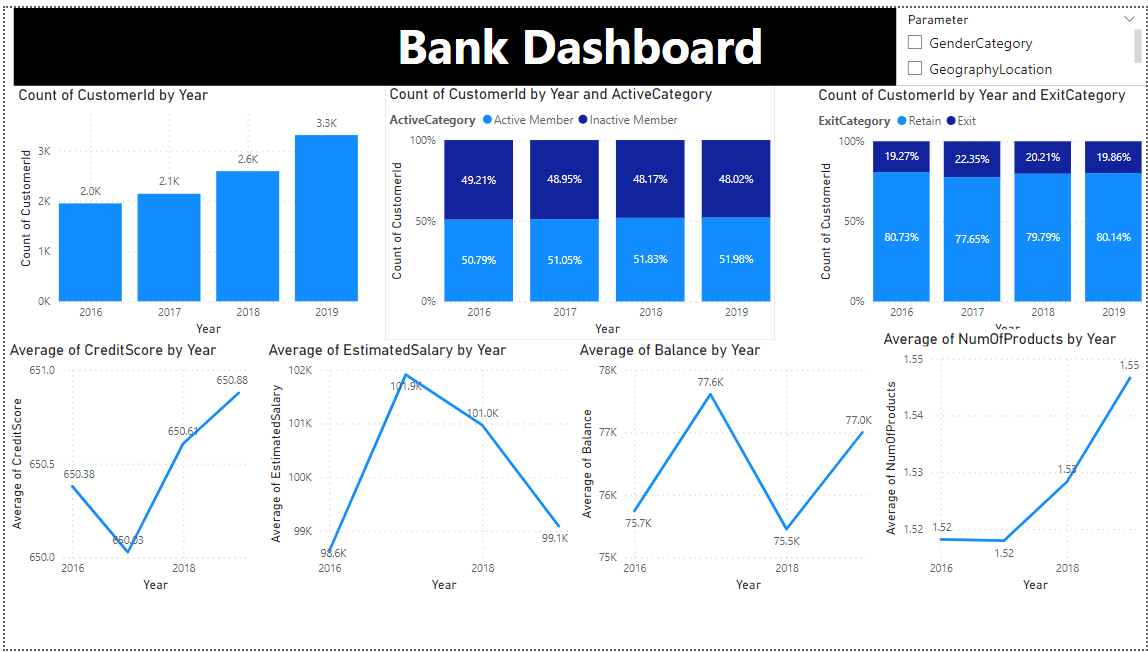 Bank Dashboard
Parameter
GenderCategory
GeographyLocation
Count of CustomerId by Year
Count of CustomerId
3K
2K
1K
0K
2.0K
2.1K
2.6K
3.3K
2016 2017 2018 2019
Year
Count of CustomerId by Year and ActiveCategory
ActiveCategory Active Member Inactive Member
Count of CustomerId
100%
50%
0%
49.21% 48.95% 48.17% 48.02%
50.79% 51.05% 51.83% 51.98%
2016 2017 2018 2019
Year
Count of CustomerId by Year and ExitCategory
ExitCategory Retain Exit
Count of CustomerId
100%
50%
0%
19.27% 22.35% 20.21% 19.86%
80.73% 77.65% 79.79% 80.14%
2016 2017 2018 2019
Year
Average of CreditScore by Year
Average of CreditScore
651.0
650.5
650.0
650.38
650.03
650.61
650.88
2016 2018
Year
Average of EstimatedSalary by Year
Average of EstimatedSalary
102K
101K
100K
99K
98.6K
101.9K
101.0K
99.1K
2016 2018
Year
Average of Balance by Year
Average of Balance
78K
77K
76K
75K
75.7K
77.6K
75.5K
77.0K
2016 2018
Year
Average of NumOfProducts by Year
Average of NumOfProducts
1.55
1.54
1.53
1.52
1.52
1.52
1.53
1.55
2016 2018
Year